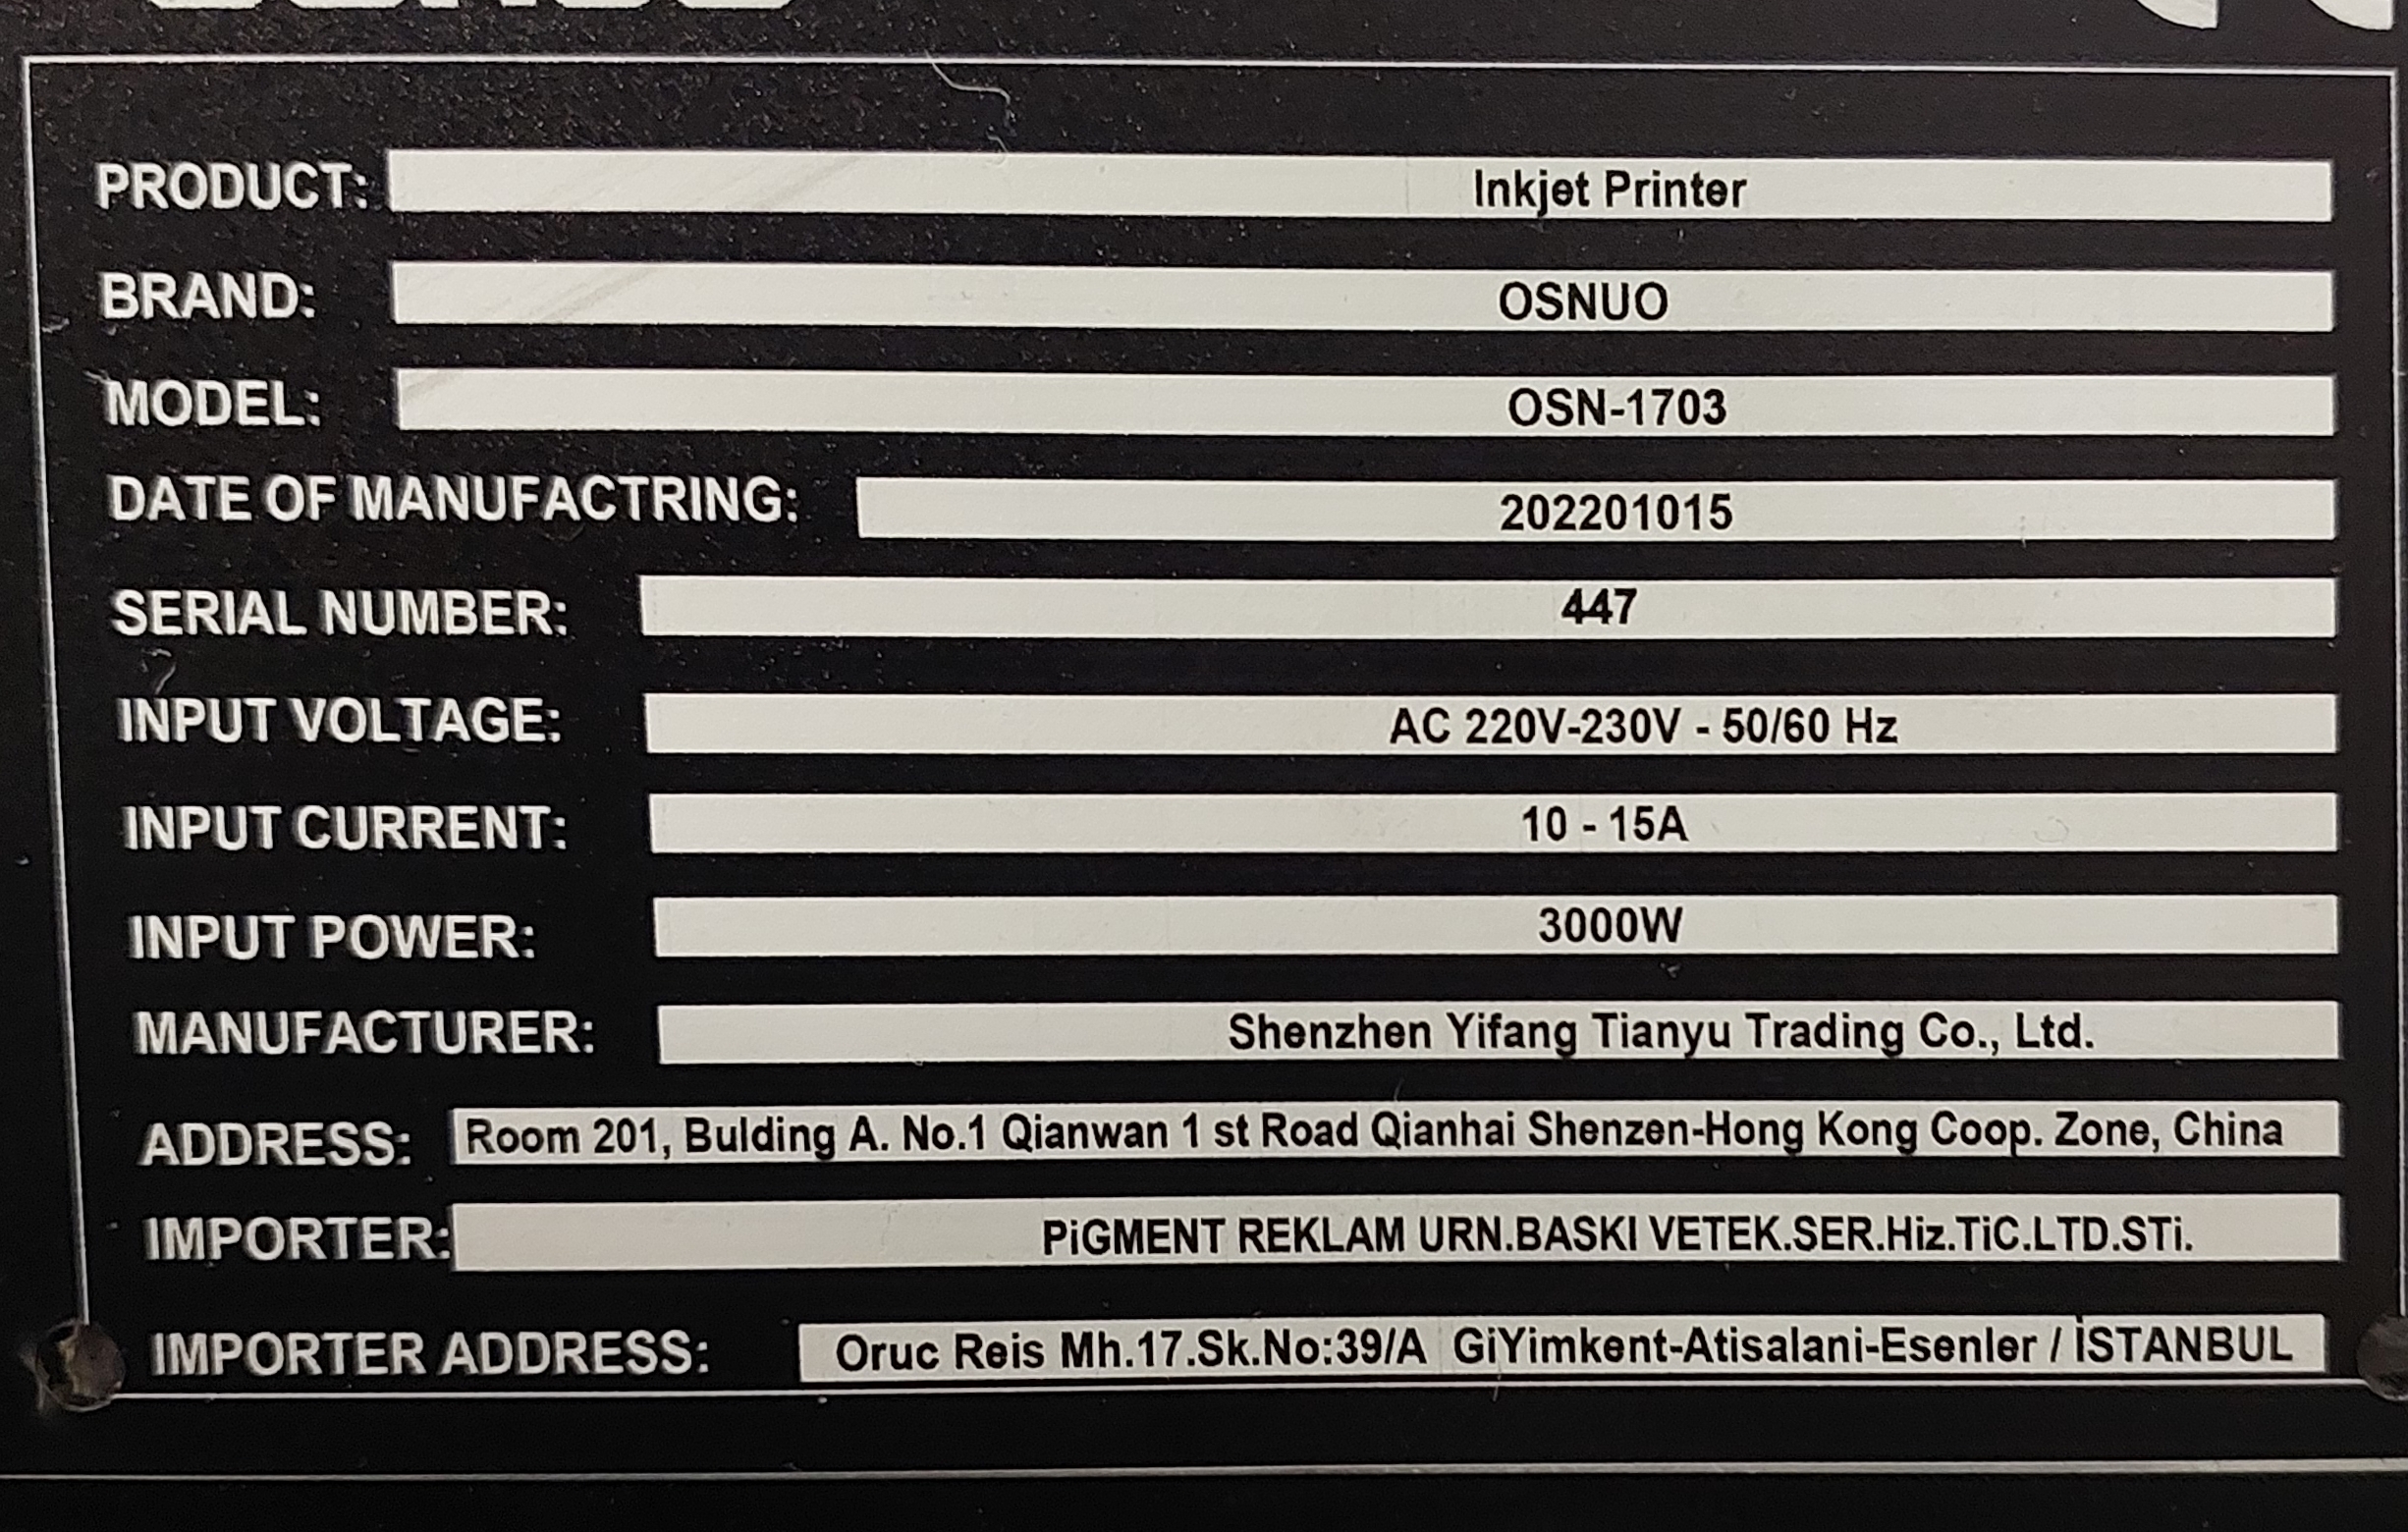 PRODUCT: Inkjet Printer
BRAND: OSNUO
MODEL: OSN-1703
DATE OF MANUFACTRING: 202201015
SERIAL NUMBER: 447
INPUT VOLTAGE: AC 220V-230V - 50/60 Hz
INPUT CURRENT: 10 - 15A
INPUT POWER: 3000W
MANUFACTURER: Shenzhen Yifang Tianyu Trading Co., Ltd.
ADDRESS: Room 201, Bulding A. No.1 Qianwan 1 st Road Qianhai Shenzen-Hong Kong Coop. Zone, China
IMPORTER: PiGMENT REKLAM URN.BASKI VETEK.SER.Hiz.TiC.LTD.STi.
IMPORTER ADDRESS: Oruc Reis Mh.17.Sk.No:39/A GiYimkent-Atisalani-Esenler / İSTANBUL